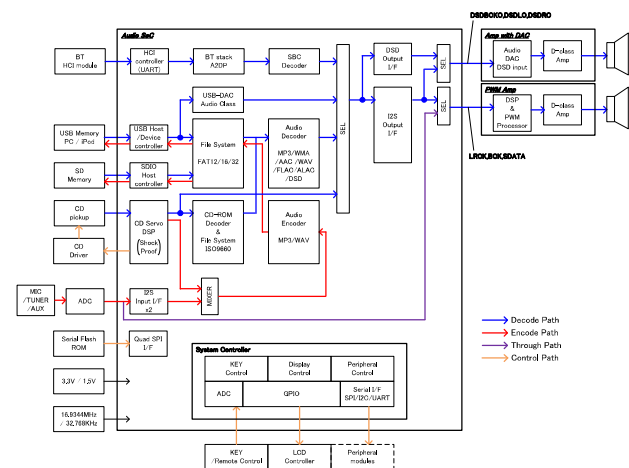 DSDBCKO,DSDLO,DSDRO
Audio SoC
Amp with DAC
BT
HCI module
HCI
controller
(UART)
BT stack
A2DP
SBC
Decoder
SEL
DSD
Output
I/F
SEL
Audio
DAC
DSD input
D-class
Amp
USB-DAC
Audio Class
I2S
Output
I/F
SEL
PWM Amp
DSP
&
PWM
Processor
D-class
Amp
USB Memory
PC / iPod
USB Host
/Device
controller
File System
FAT12/16/32
Audio
Decoder
MP3/WMA
/AAC /WAV
/FLAC/ALAC
/DSD
LRCK,BCK,SDATA
SD
Memory
SDIO
Host
controller
CD
pickup
CD Servo
DSP
(Shock
Proof)
CD-ROM
Decoder
&
File System
ISO9660
Audio
Encoder
MP3/WAV
CD
Driver
MIC
/TUNER
/AUX
ADC
I2S
Input I/F
x2
MIXER
Serial Flash
ROM
Quad SPI
I/F
Decode Path
Encode Path
Through Path
Control Path
System Controller
KEY
Control
Display
Control
Peripheral
Control
ADC
GPIO
Serial I/F
SPI/I2C/UART
3.3V / 1.5V
16.9344MHz
/ 32.768KHz
KEY
/Remote Control
LCD
Controller
Peripheral
modules